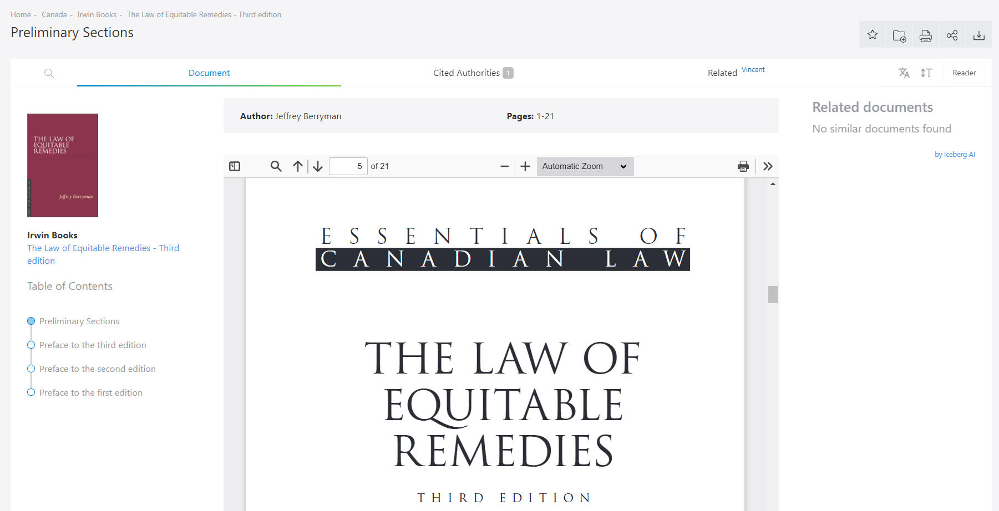 Home - Canada - Irwin Books - The Law of Equitable Remedies - Third edition
Preliminary Sections
Document
Cited Authorities 1
Related Vincent
Reader
THE LAW OF
EQUITABLE
REMEDIES
Jeffrey Berryman
Irwin Books
The Law of Equitable Remedies - Third
edition
Table of Contents
Preliminary Sections
Preface to the third edition
Preface to the second edition
Preface to the first edition
Author: Jeffrey Berryman
Pages: 1-21
5 of 21
Automatic Zoom
ESSENTIALS OF
CANADIAN LAW
THE LAW OF
EQUITABLE
REMEDIES
THIRD EDITION
Related documents
No similar documents found
by Iceberg AI